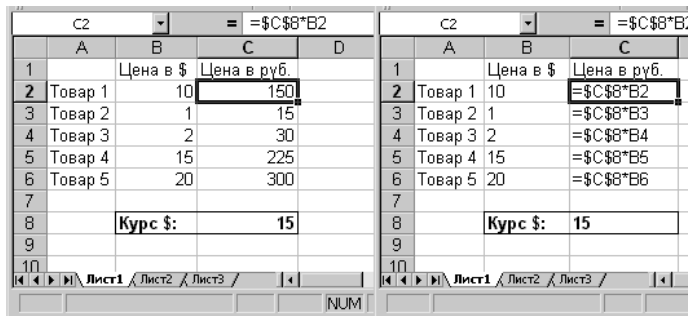 C2 = =$C$8*B2
A B C D
1 Цена в $ Цена в руб.
2 Товар 1 10 150
3 Товар 2 1 15
4 Товар 3 2 30
5 Товар 4 15 225
6 Товар 5 20 300
7
8 Курс $: 15
9
10
Лист1 Лист2 Лист3
NUM
C2 = =$C$8*B2
A B C
1 Цена в $ Цена в руб.
2 Товар 1 10 =$C$8*B2
3 Товар 2 1 =$C$8*B3
4 Товар 3 2 =$C$8*B4
5 Товар 4 15 =$C$8*B5
6 Товар 5 20 =$C$8*B6
7
8 Курс $: 15
9
10
Лист1 Лист2 Лист3